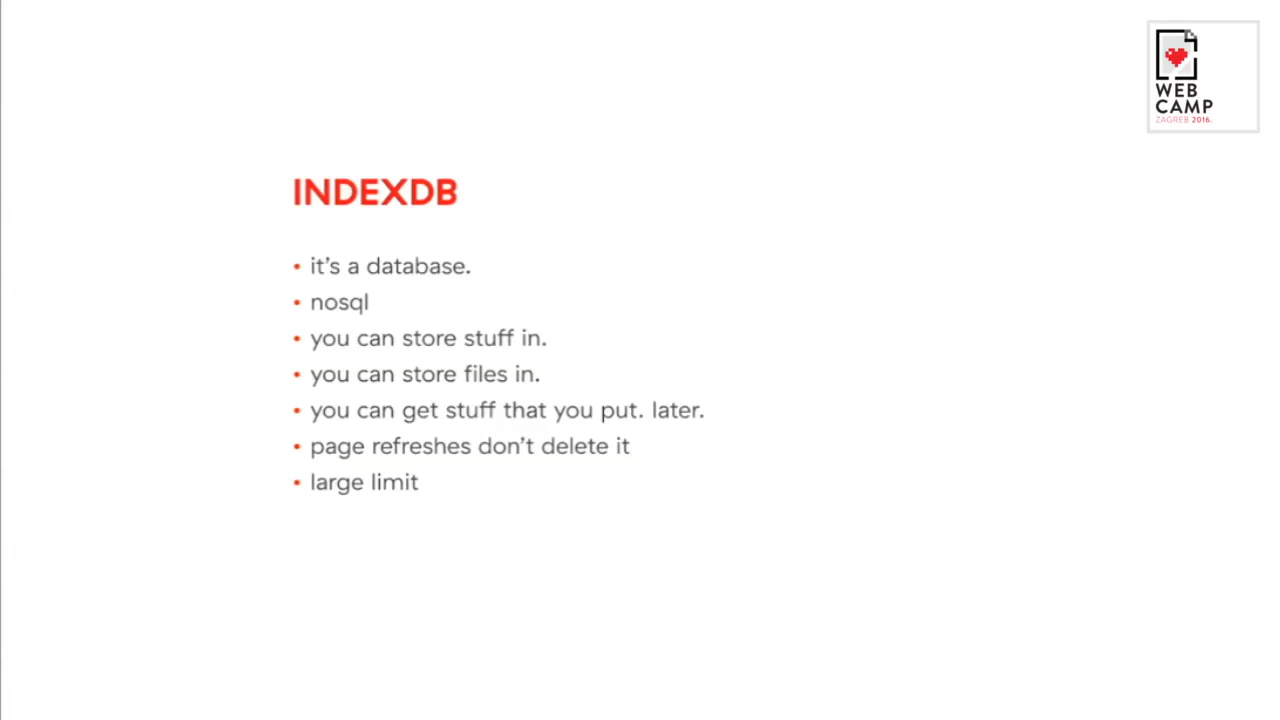 WEB
CAMP
ZAGREB 2016.
INDEXDB
• it's a database.
• nosql
• you can store stuff in.
• you can store files in.
• you can get stuff that you put. later.
• page refreshes don't delete it
• large limit